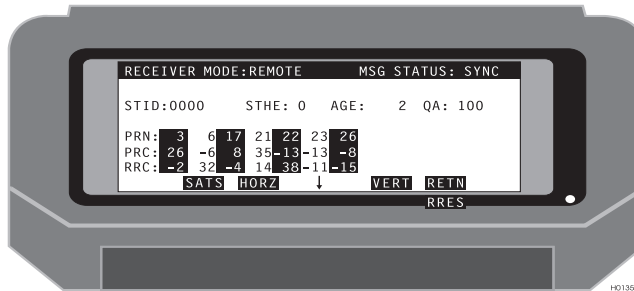 RECEIVER MODE:REMOTE MSG STATUS: SYNC
STID:0000 STHE: 0 AGE: 2 QA: 100
PRN: 3 6 17 21 22 23 26
PRC: 26 -6 8 35-13-13 -8
RRC: -2 32 -4 14 38-11-15
SATS HORZ ↓ VERT RETN
RRES
H0135